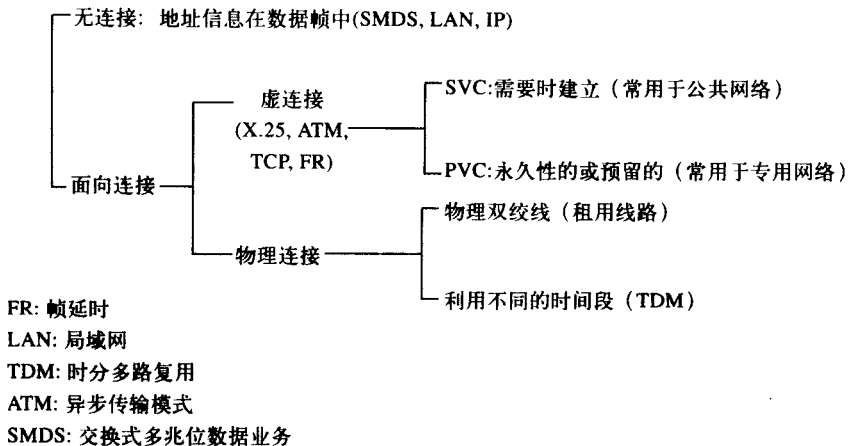 无连接: 地址信息在数据帧中(SMDS, LAN, IP)
虚连接
(X.25, ATM,
TCP, FR)
SVC:需要时建立（常用于公共网络）
PVC:永久性的或预留的（常用于专用网络）
面向连接
物理双绞线（租用线路）
物理连接
利用不同的时间段（TDM）
FR: 帧延时
LAN: 局域网
TDM: 时分多路复用
ATM: 异步传输模式
SMDS: 交换式多兆位数据业务